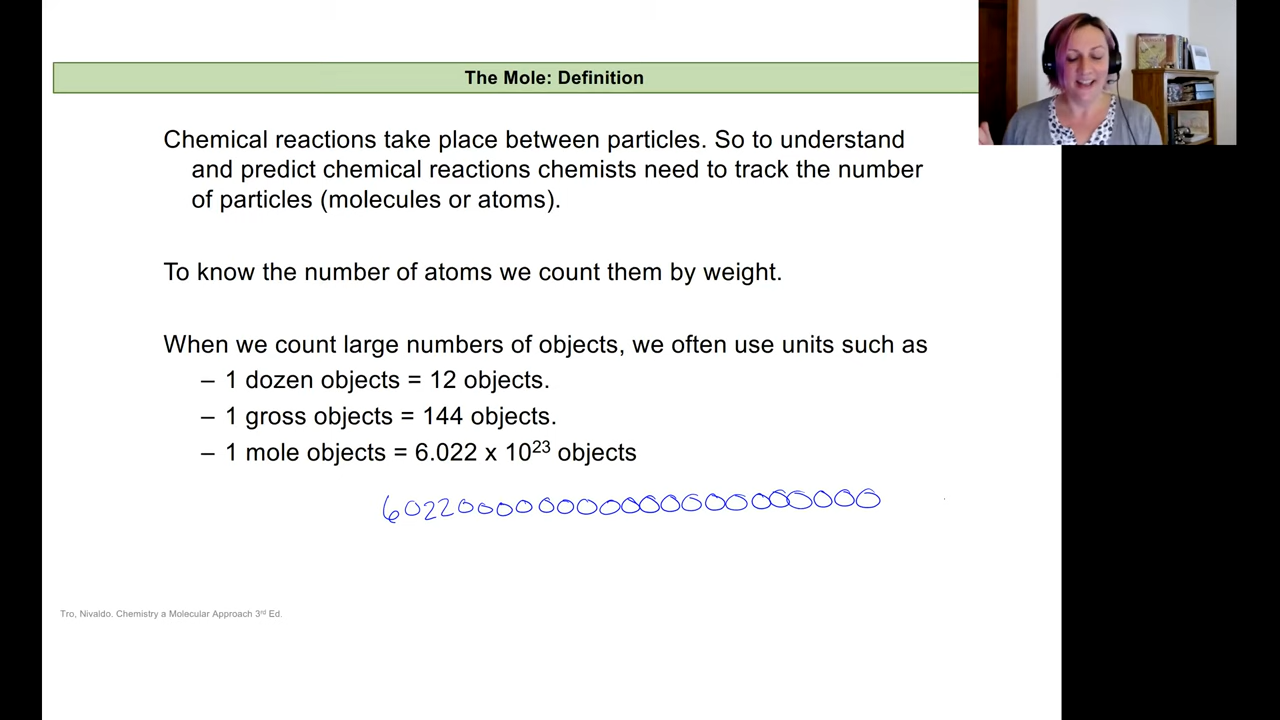 The Mole: Definition
Chemical reactions take place between particles. So to understand
and predict chemical reactions chemists need to track the number
of particles (molecules or atoms).
To know the number of atoms we count them by weight.
When we count large numbers of objects, we often use units such as
– 1 dozen objects = 12 objects.
– 1 gross objects = 144 objects.
– 1 mole objects = 6.022 x 10²³ objects
602200000000000000000000
Tro, Nivaldo. Chemistry a Molecular Approach 3rd Ed.